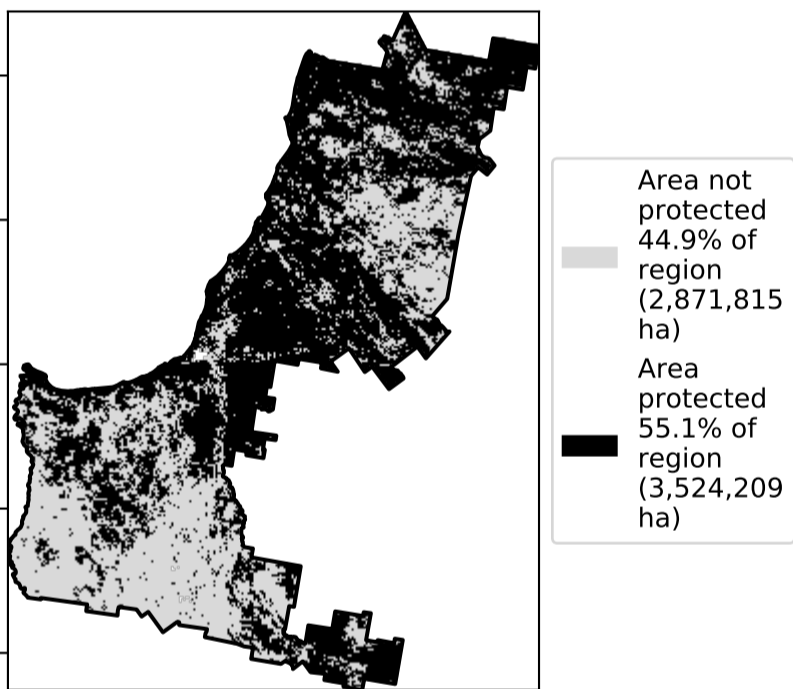 Area not
protected
44.9% of
region
(2,871,815
ha)
Area
protected
55.1% of
region
(3,524,209
ha)